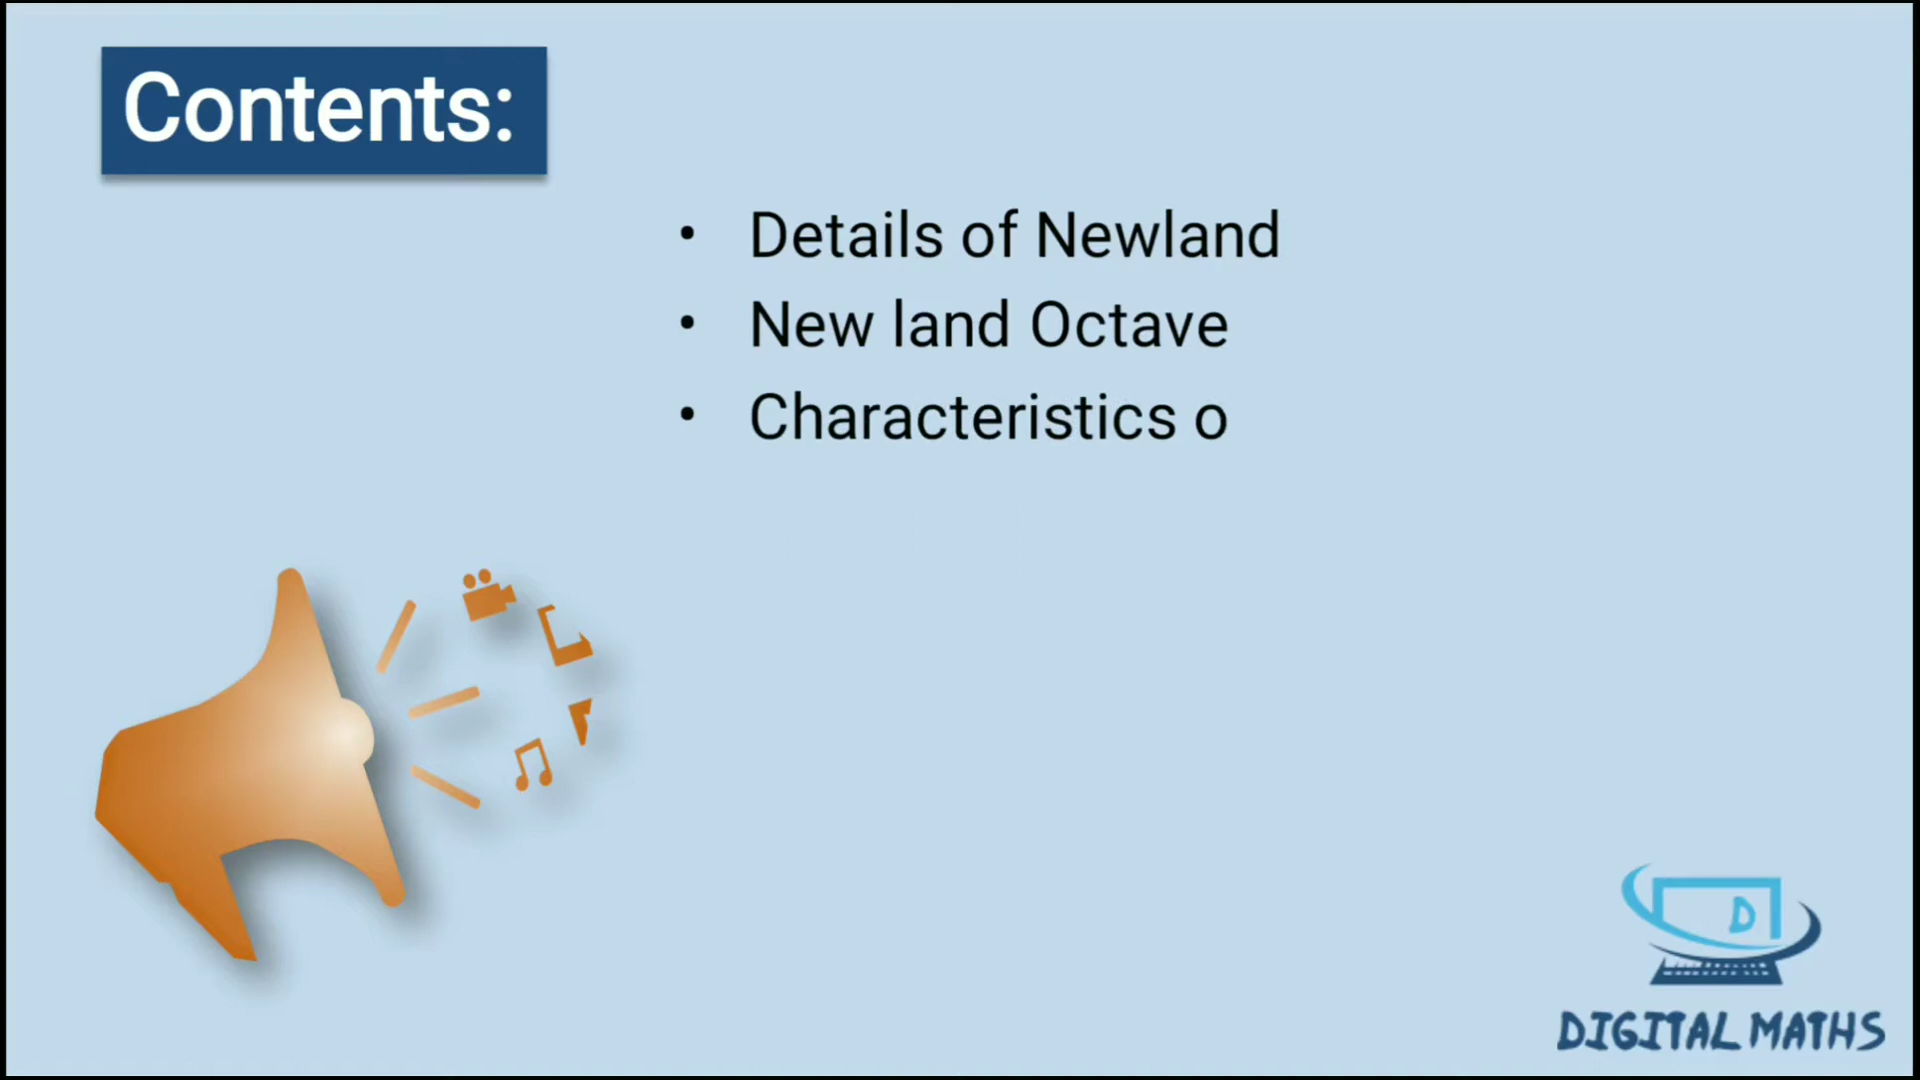 Contents:
• Details of Newland
• New land Octave
• Characteristics o
D
DIGITAL MATHS